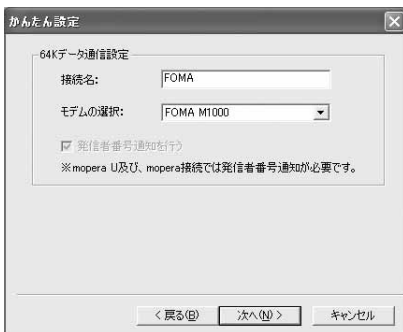 かんたん設定
64Kデータ通信設定
接続名: FOMA
モデムの選択: FOMA M1000
発信者番号通知を行う
※mopera U及び、mopera接続では発信者番号通知が必要です。
< 戻る(B) 次へ(N) > キャンセル